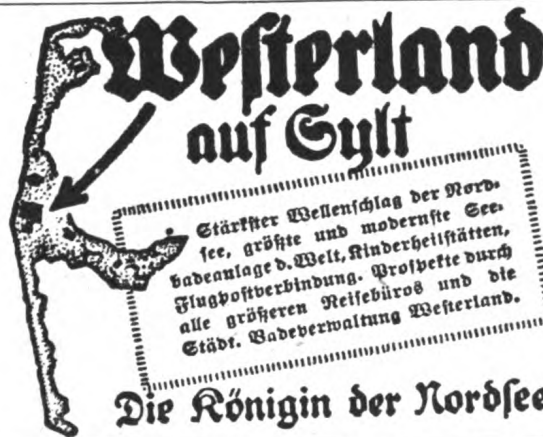 Westerland
auf Sylt
Stärkster Wellenschlag der Nord-
see, größte und modernste See-
badeanlage d. Welt, Kinderheilstätten,
Flugpostverbindung. Prospekte durch
alle größeren Reisebüros und die
Städt. Badeverwaltung Westerland.
Die Königin der Nordsee